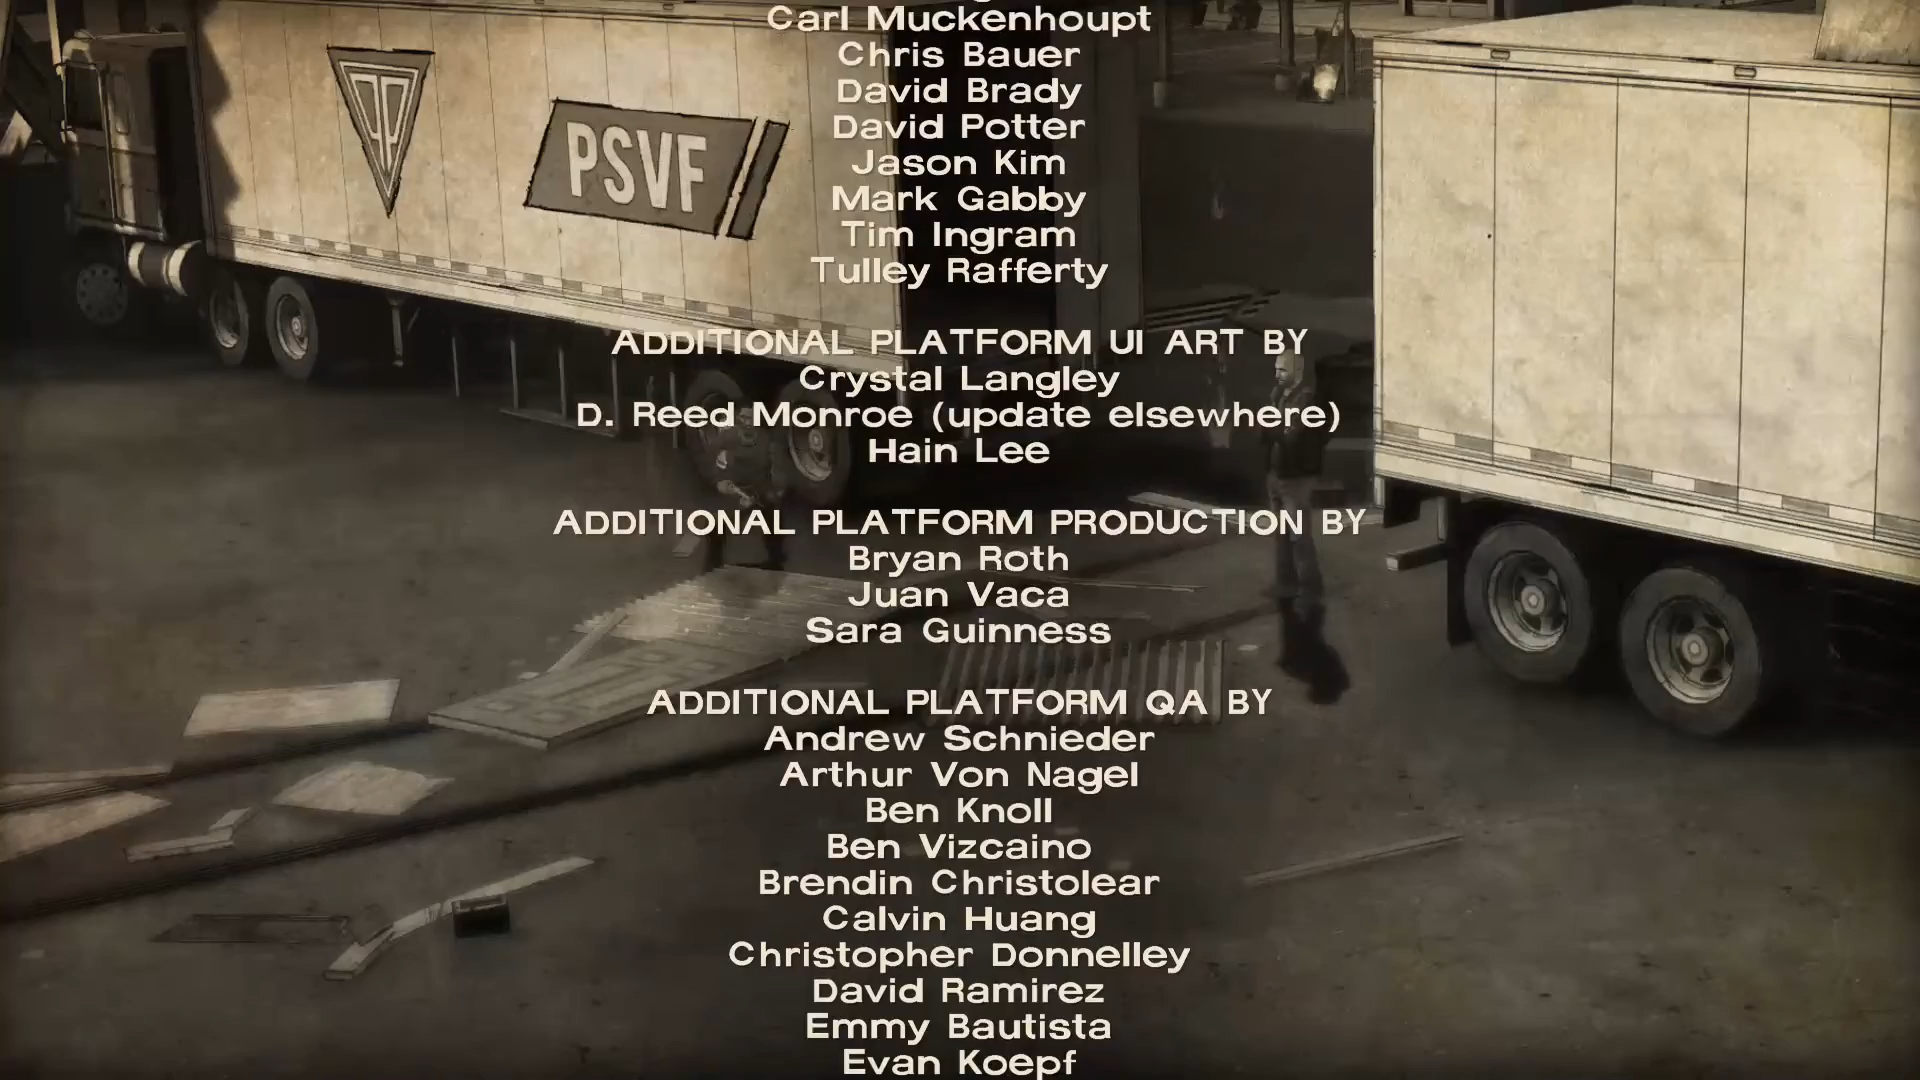 Carl Muckenhoupt
Chris Bauer
David Brady
David Potter
Jason Kim
Mark Gabby
Tim Ingram
Tulley Rafferty
PSVF
ADDITIONAL PLATFORM UI ART BY
Crystal Langley
D. Reed Monroe (update elsewhere)
Hain Lee
ADDITIONAL PLATFORM PRODUCTION BY
Bryan Roth
Juan Vaca
Sara Guinness
ADDITIONAL PLATFORM QA BY
Andrew Schnieder
Arthur Von Nagel
Ben Knoll
Ben Vizcaino
Brendin Christolear
Calvin Huang
Christopher Donnelley
David Ramirez
Emmy Bautista
Evan Koepf